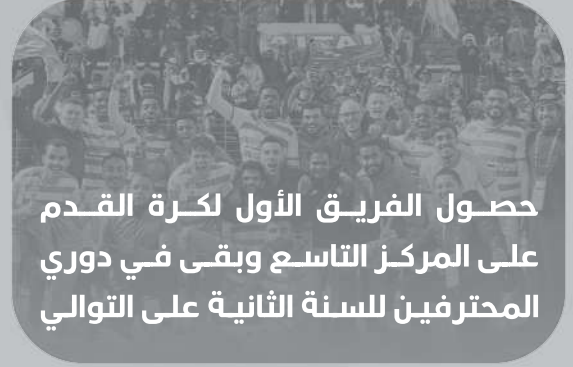 حصول الفريق الأول لكرة القدم
على المركز التاسع وبقى في دوري
المحترفين للسنة الثانية على التوالي